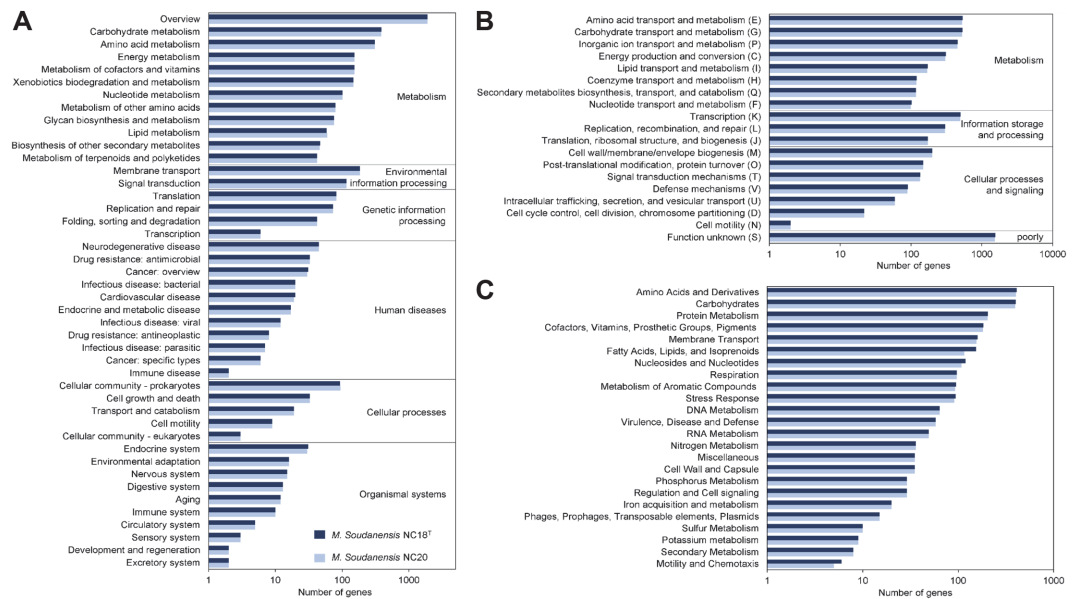 A
Overview
Carbohydrate metabolism
Amino acid metabolism
Energy metabolism
Metabolism of cofactors and vitamins
Xenobiotics biodegradation and metabolism
Nucleotide metabolism
Metabolism of other amino acids
Glycan biosynthesis and metabolism
Lipid metabolism
Biosynthesis of other secondary metabolites
Metabolism of terpenoids and polyketides
Metabolism
Membrane transport
Signal transduction
Environmental
information processing
Translation
Replication and repair
Folding, sorting and degradation
Transcription
Genetic information
processing
Neurodegenerative disease
Drug resistance: antimicrobial
Cancer: overview
Infectious disease: bacterial
Cardiovascular disease
Endocrine and metabolic disease
Infectious disease: viral
Drug resistance: antineoplastic
Infectious disease: parasitic
Cancer: specific types
Immune disease
Human diseases
Cellular community - prokaryotes
Cell growth and death
Transport and catabolism
Cell motility
Cellular community - eukaryotes
Cellular processes
Endocrine system
Environmental adaptation
Nervous system
Digestive system
Aging
Immune system
Circulatory system
Sensory system
Development and regeneration
Excretory system
Organismal systems
M. Soudanensis NC18ᵀ
M. Soudanensis NC20
1 10 100 1000
Number of genes
B
Amino acid transport and metabolism (E)
Carbohydrate transport and metabolism (G)
Inorganic ion transport and metabolism (P)
Energy production and conversion (C)
Lipid transport and metabolism (I)
Coenzyme transport and metabolism (H)
Secondary metabolites biosynthesis, transport, and catabolism (Q)
Nucleotide transport and metabolism (F)
Metabolism
Transcription (K)
Replication, recombination, and repair (L)
Translation, ribosomal structure, and biogenesis (J)
Information storage
and processing
Cell wall/membrane/envelope biogenesis (M)
Post-translational modification, protein turnover (O)
Signal transduction mechanisms (T)
Defense mechanisms (V)
Intracellular trafficking, secretion, and vesicular transport (U)
Cell cycle control, cell division, chromosome partitioning (D)
Cell motility (N)
Cellular processes
and signaling
Function unknown (S)
poorly
1 10 100 1000 10000
Number of genes
C
Amino Acids and Derivatives
Carbohydrates
Protein Metabolism
Cofactors, Vitamins, Prosthetic Groups, Pigments
Membrane Transport
Fatty Acids, Lipids, and Isoprenoids
Nucleosides and Nucleotides
Respiration
Metabolism of Aromatic Compounds
Stress Response
DNA Metabolism
Virulence, Disease and Defense
RNA Metabolism
Nitrogen Metabolism
Miscellaneous
Cell Wall and Capsule
Phosphorus Metabolism
Regulation and Cell signaling
Iron acquisition and metabolism
Phages, Prophages, Transposable elements, Plasmids
Sulfur Metabolism
Potassium metabolism
Secondary Metabolism
Motility and Chemotaxis
1 10 100 1000
Number of genes